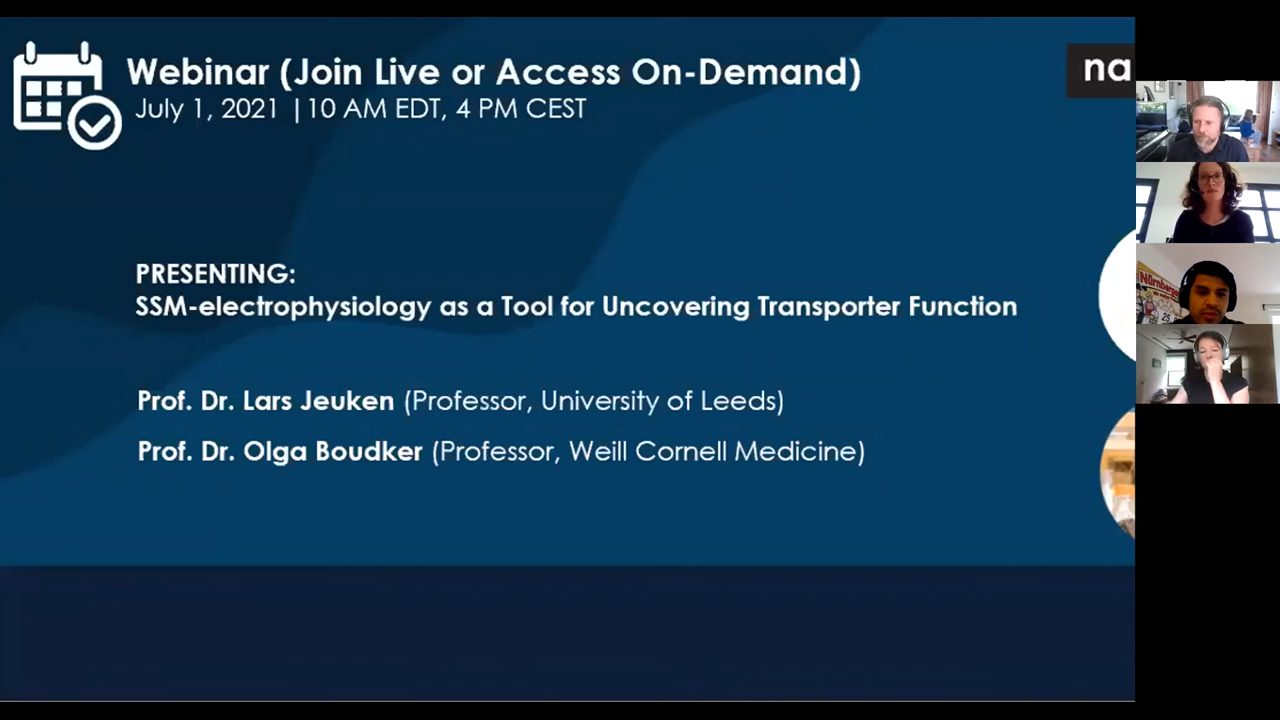 Webinar (Join Live or Access On-Demand)
July 1, 2021 | 10 AM EDT, 4 PM CEST
na
PRESENTING:
SSM-electrophysiology as a Tool for Uncovering Transporter Function
Prof. Dr. Lars Jeuken (Professor, University of Leeds)
Prof. Dr. Olga Boudker (Professor, Weill Cornell Medicine)
Nürnberg
25